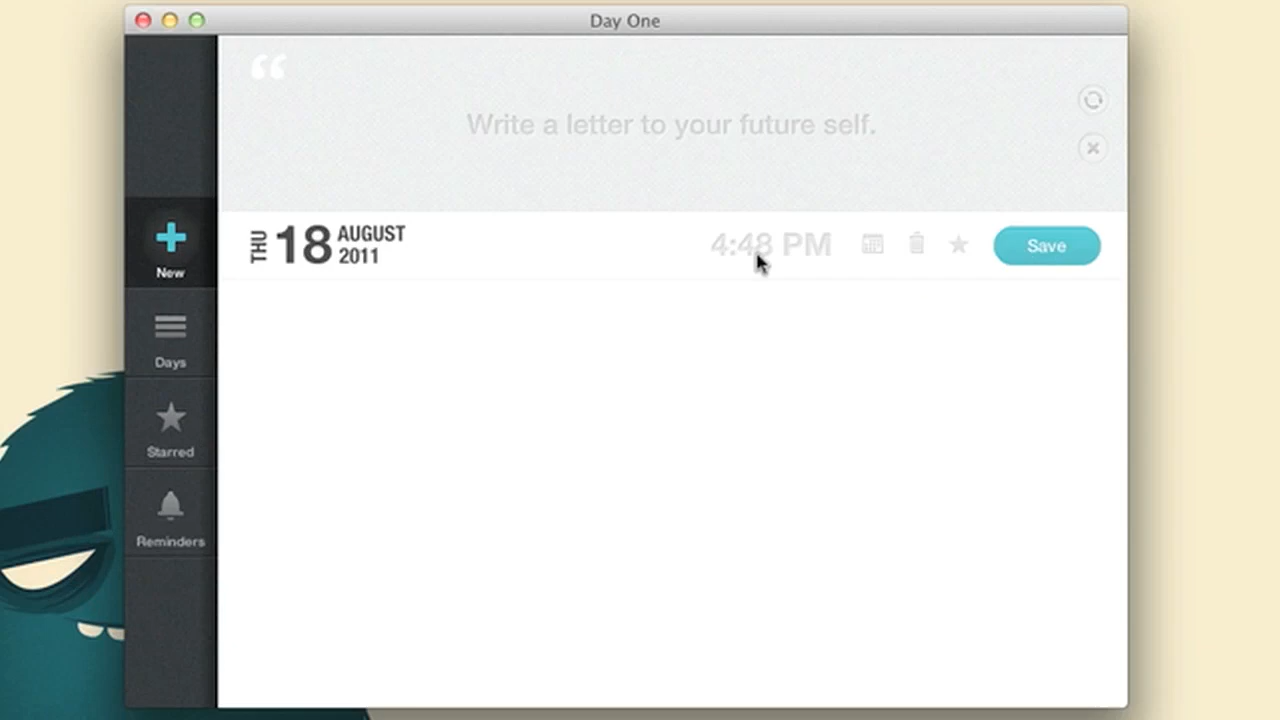 Day One
“
Write a letter to your future self.
THU 18 AUGUST 2011
4:48 PM
Save
New
Days
Starred
Reminders